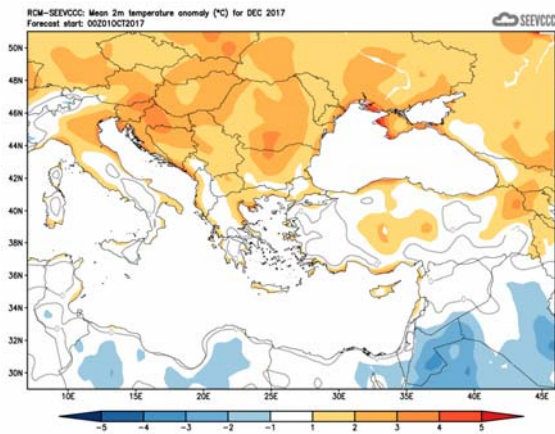 RCM-SEEVCCC: Mean 2m temperature anomaly (°C) for DEC 2017
Forecast start: 00Z01OCT2017
SEEVCCC
50N
48N
46N
44N
42N
40N
38N
36N
34N
32N
30N
10E 15E 20E 25E 30E 35E 40E 45E
-5 -4 -3 -2 -1 1 2 3 4 5